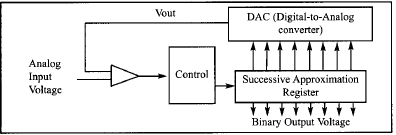 Vout
DAC (Digital-to-Analog
converter)
Analog
Input
Voltage
Control
Successive Approximation
Register
Binary Output Voltage